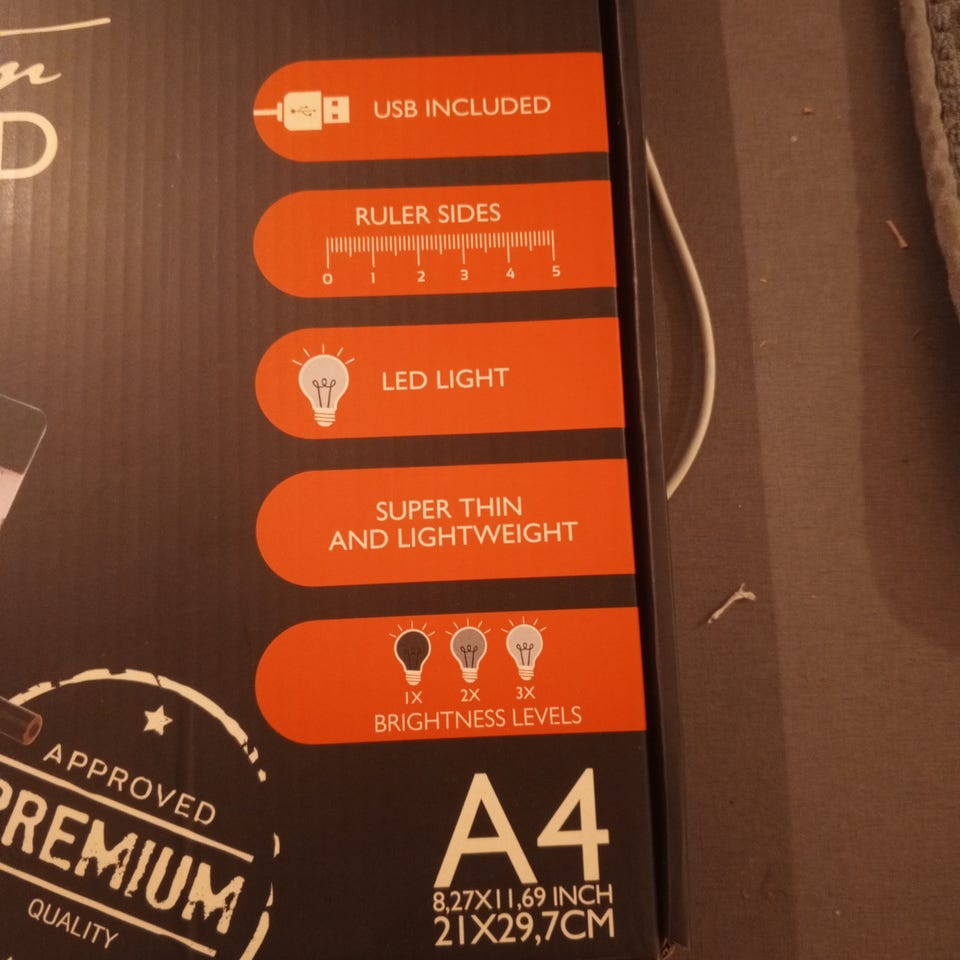 USB INCLUDED
RULER SIDES
0 1 2 3 4 5
LED LIGHT
SUPER THIN
AND LIGHTWEIGHT
1X 2X 3X
BRIGHTNESS LEVELS
APPROVED
PREMIUM
QUALITY
A4
8,27X11,69 INCH
21X29,7CM